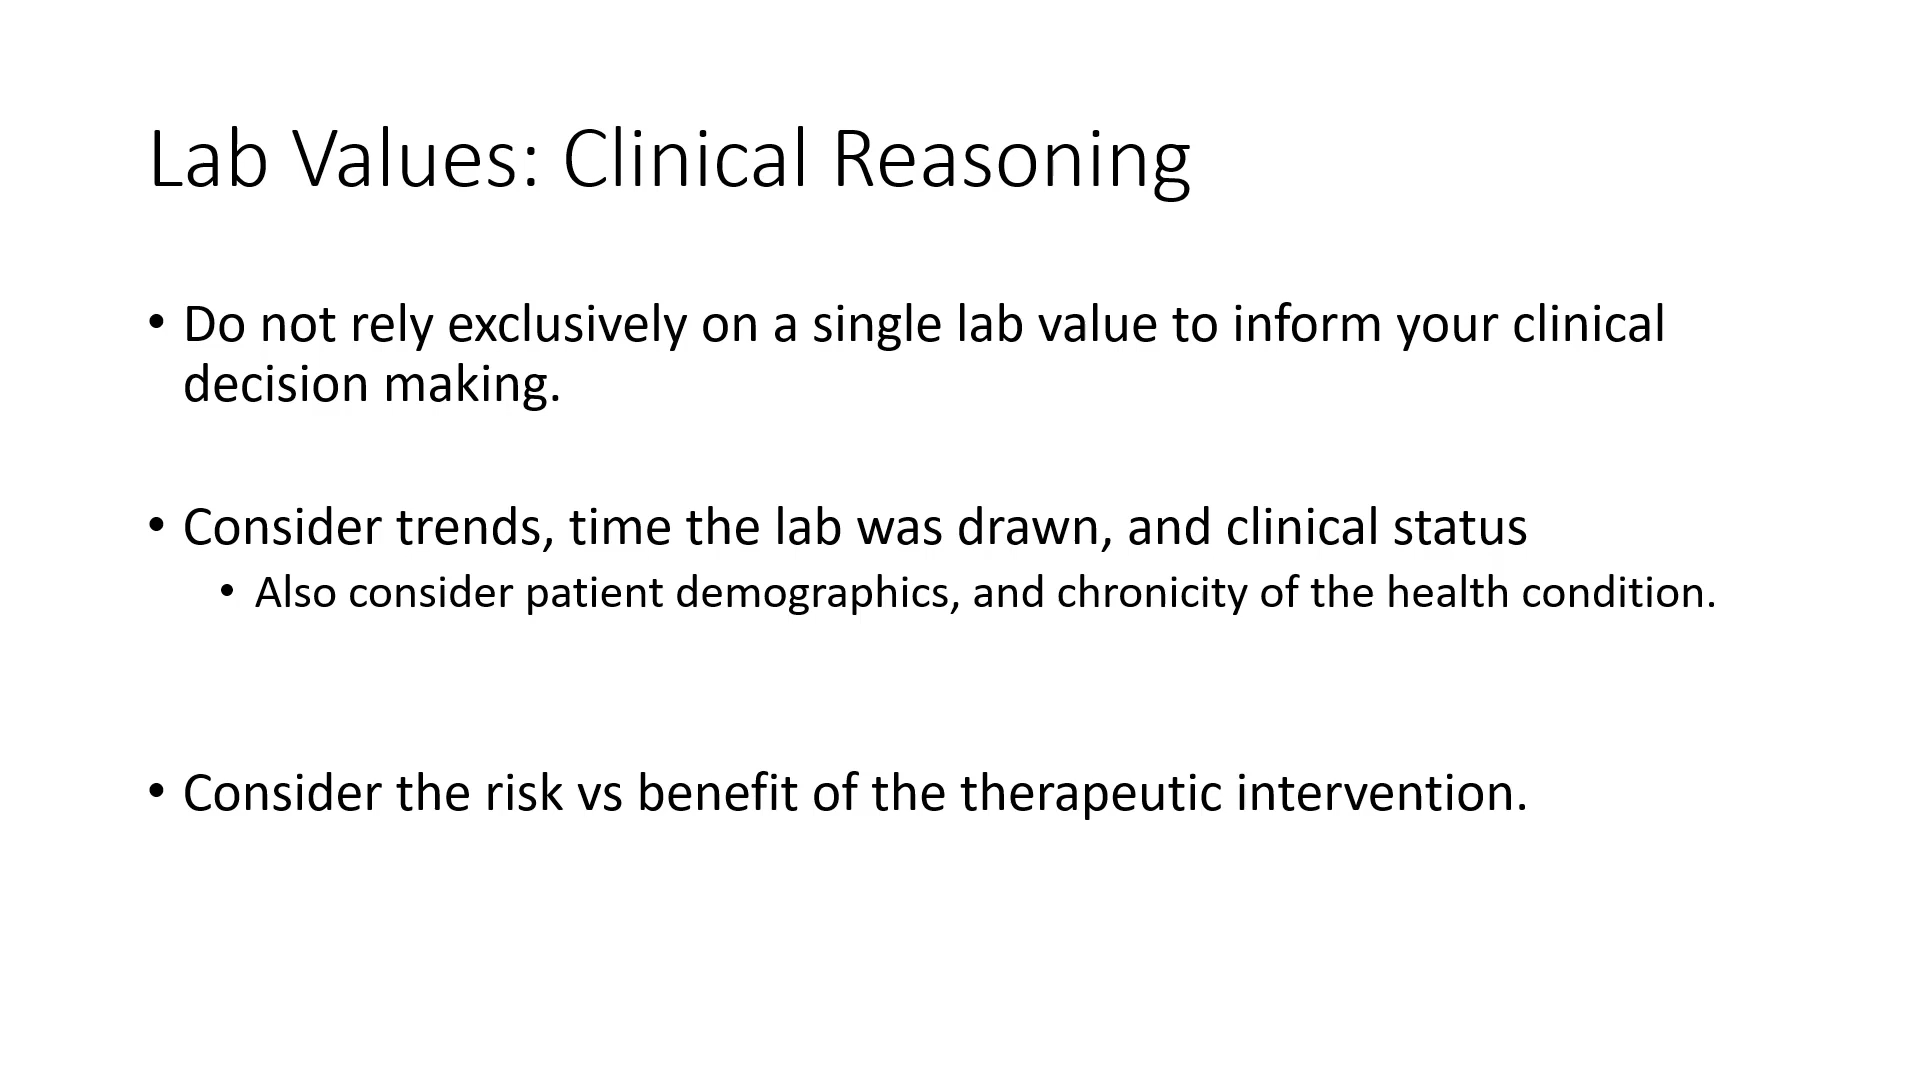 Lab Values: Clinical Reasoning
• Do not rely exclusively on a single lab value to inform your clinical
decision making.
• Consider trends, time the lab was drawn, and clinical status
• Also consider patient demographics, and chronicity of the health condition.
• Consider the risk vs benefit of the therapeutic intervention.